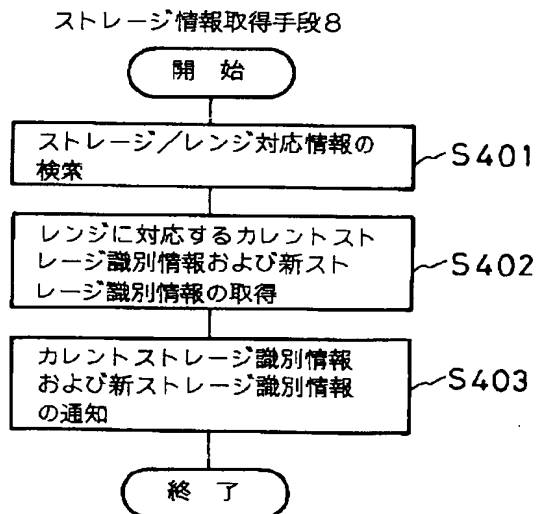 ストレージ情報取得手段8
開 始
ストレージ/レンジ対応情報の
検索
S401
レンジに対応するカレントスト
レージ識別情報および新スト
レージ識別情報の取得
S402
カレントストレージ識別情報
および新ストレージ識別情報
の通知
S403
終 了